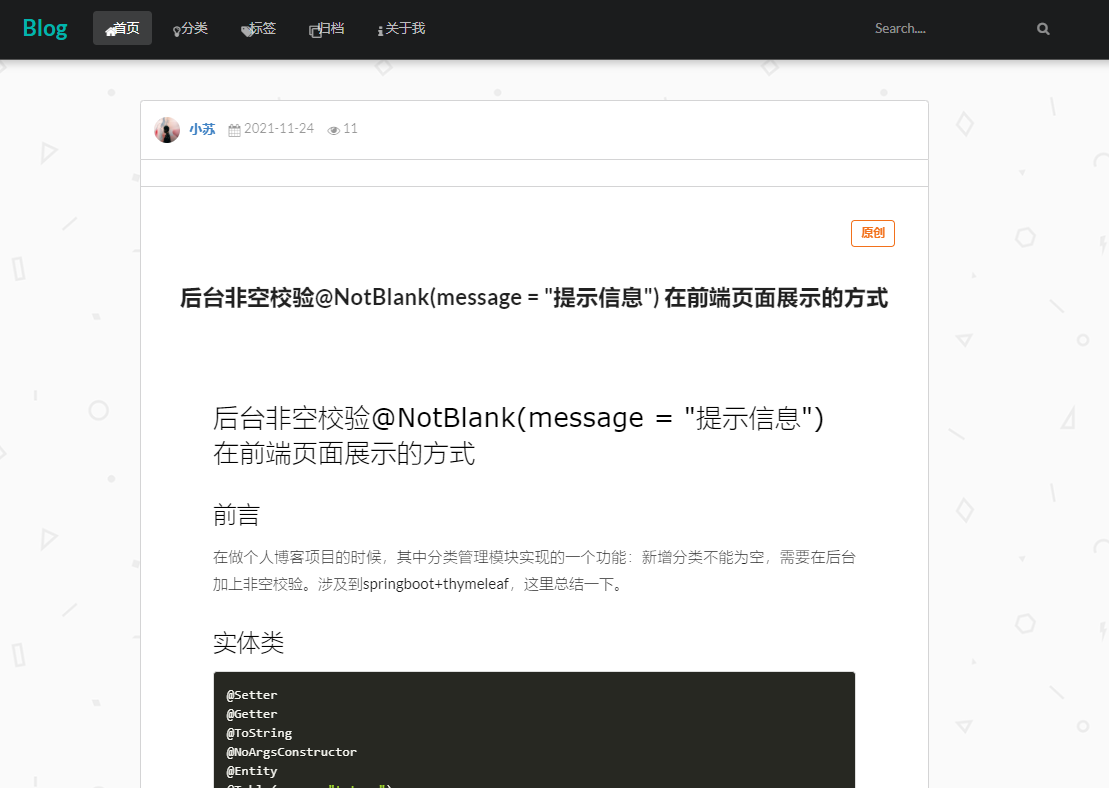 Blog 首页 分类 标签 归档 关于我 Search....
小苏 2021-11-24 11
原创
后台非空校验@NotBlank(message = "提示信息") 在前端页面展示的方式
后台非空校验@NotBlank(message = "提示信息")
在前端页面展示的方式
前言
在做个人博客项目的时候，其中分类管理模块实现的一个功能：新增分类不能为空，需要在后台
加上非空校验。涉及到springboot+thymeleaf，这里总结一下。
实体类
@Setter
@Getter
@ToString
@NoArgsConstructor
@Entity